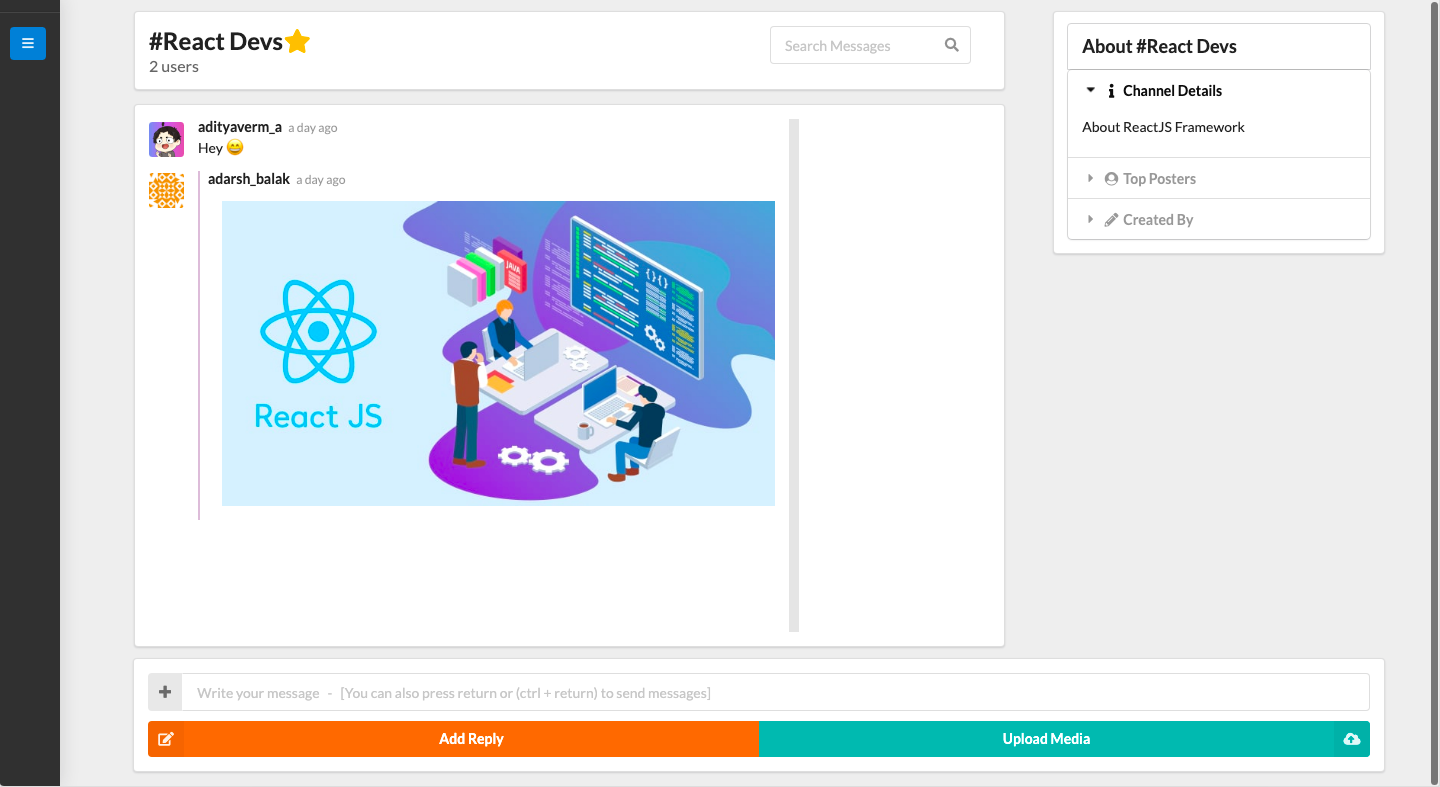 #React Devs
2 users
Search Messages
adityaverm_a a day ago
Hey 😄
adarsh_balak a day ago
JAVA
{}{}
React JS
About #React Devs
Channel Details
About ReactJS Framework
Top Posters
Created By
Write your message - [You can also press return or (ctrl + return) to send messages]
Add Reply
Upload Media